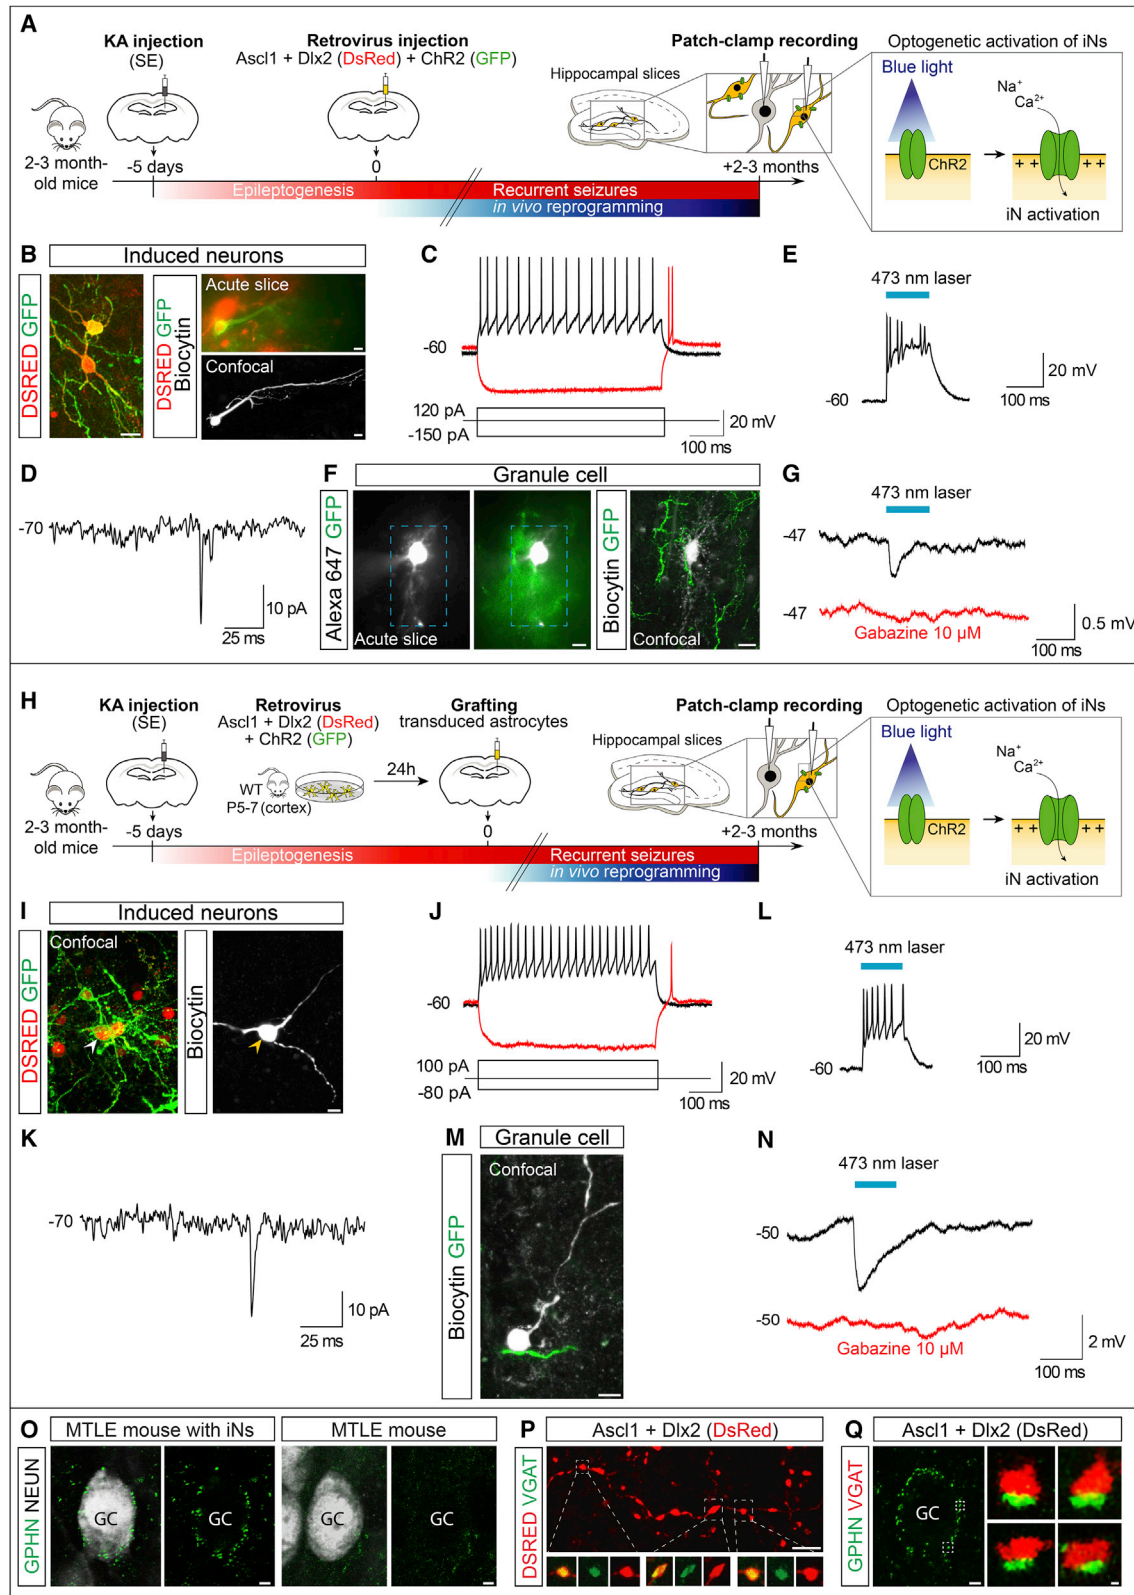 A
KA injection
(SE)
Retrovirus injection
Ascl1 + Dlx2 (DsRed) + ChR2 (GFP)
Patch-clamp recording
Hippocampal slices
Optogenetic activation of iNs
Blue light
Na+
Ca2+
ChR2
+ +
+ +
iN activation
2-3 month-
old mice
-5 days
0
+2-3 months
Epileptogenesis
Recurrent seizures
in vivo reprogramming
B
Induced neurons
DSRED GFP
DSRED GFP
Biocytin
Acute slice
Confocal
C
-60
120 pA
-150 pA
20 mV
100 ms
E
473 nm laser
-60
20 mV
100 ms
D
-70
10 pA
25 ms
F
Granule cell
Alexa 647 GFP
Acute slice
Biocytin GFP
Confocal
G
473 nm laser
-47
-47
Gabazine 10 µM
0.5 mV
100 ms
H
KA injection
(SE)
Retrovirus
Ascl1 + Dlx2 (DsRed)
+ ChR2 (GFP)
WT
P5-7 (cortex)
24h
Grafting
transduced astrocytes
Patch-clamp recording
Hippocampal slices
Optogenetic activation of iNs
Blue light
Na+
Ca2+
ChR2
+ +
+ +
iN activation
2-3 month-
old mice
-5 days
0
+2-3 months
Epileptogenesis
Recurrent seizures
in vivo reprogramming
I
Induced neurons
DSRED GFP
Confocal
Biocytin
J
-60
100 pA
-80 pA
20 mV
100 ms
L
473 nm laser
-60
20 mV
100 ms
K
-70
10 pA
25 ms
M
Granule cell
Biocytin GFP
Confocal
N
473 nm laser
-50
-50
Gabazine 10 µM
2 mV
100 ms
O
MTLE mouse with iNs
MTLE mouse
GPHN NEUN
GC
GC
GC
GC
P
Ascl1 + Dlx2 (DsRed)
DSRED VGAT
Q
Ascl1 + Dlx2 (DsRed)
GPHN VGAT
GC